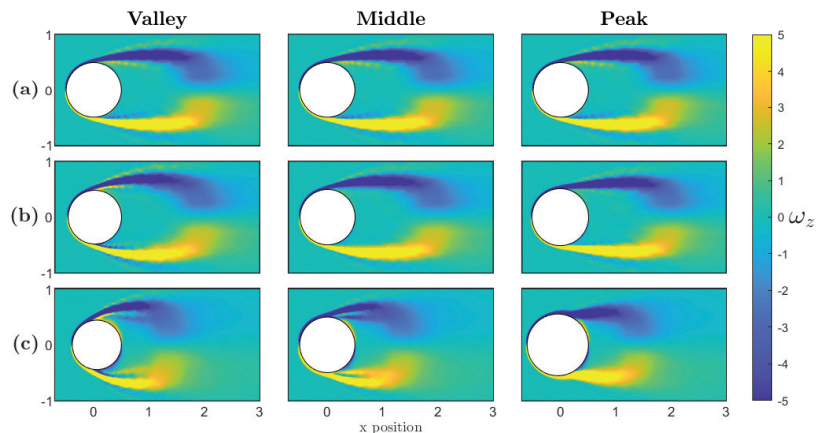 Valley Middle Peak
1
(a) 0
-1
1
(b) 0
-1
1
(c) 0
-1
0 1 2 3 0 1 2 3 0 1 2 3
x position
5
4
3
2
1
0 ω_z
-1
-2
-3
-4
-5